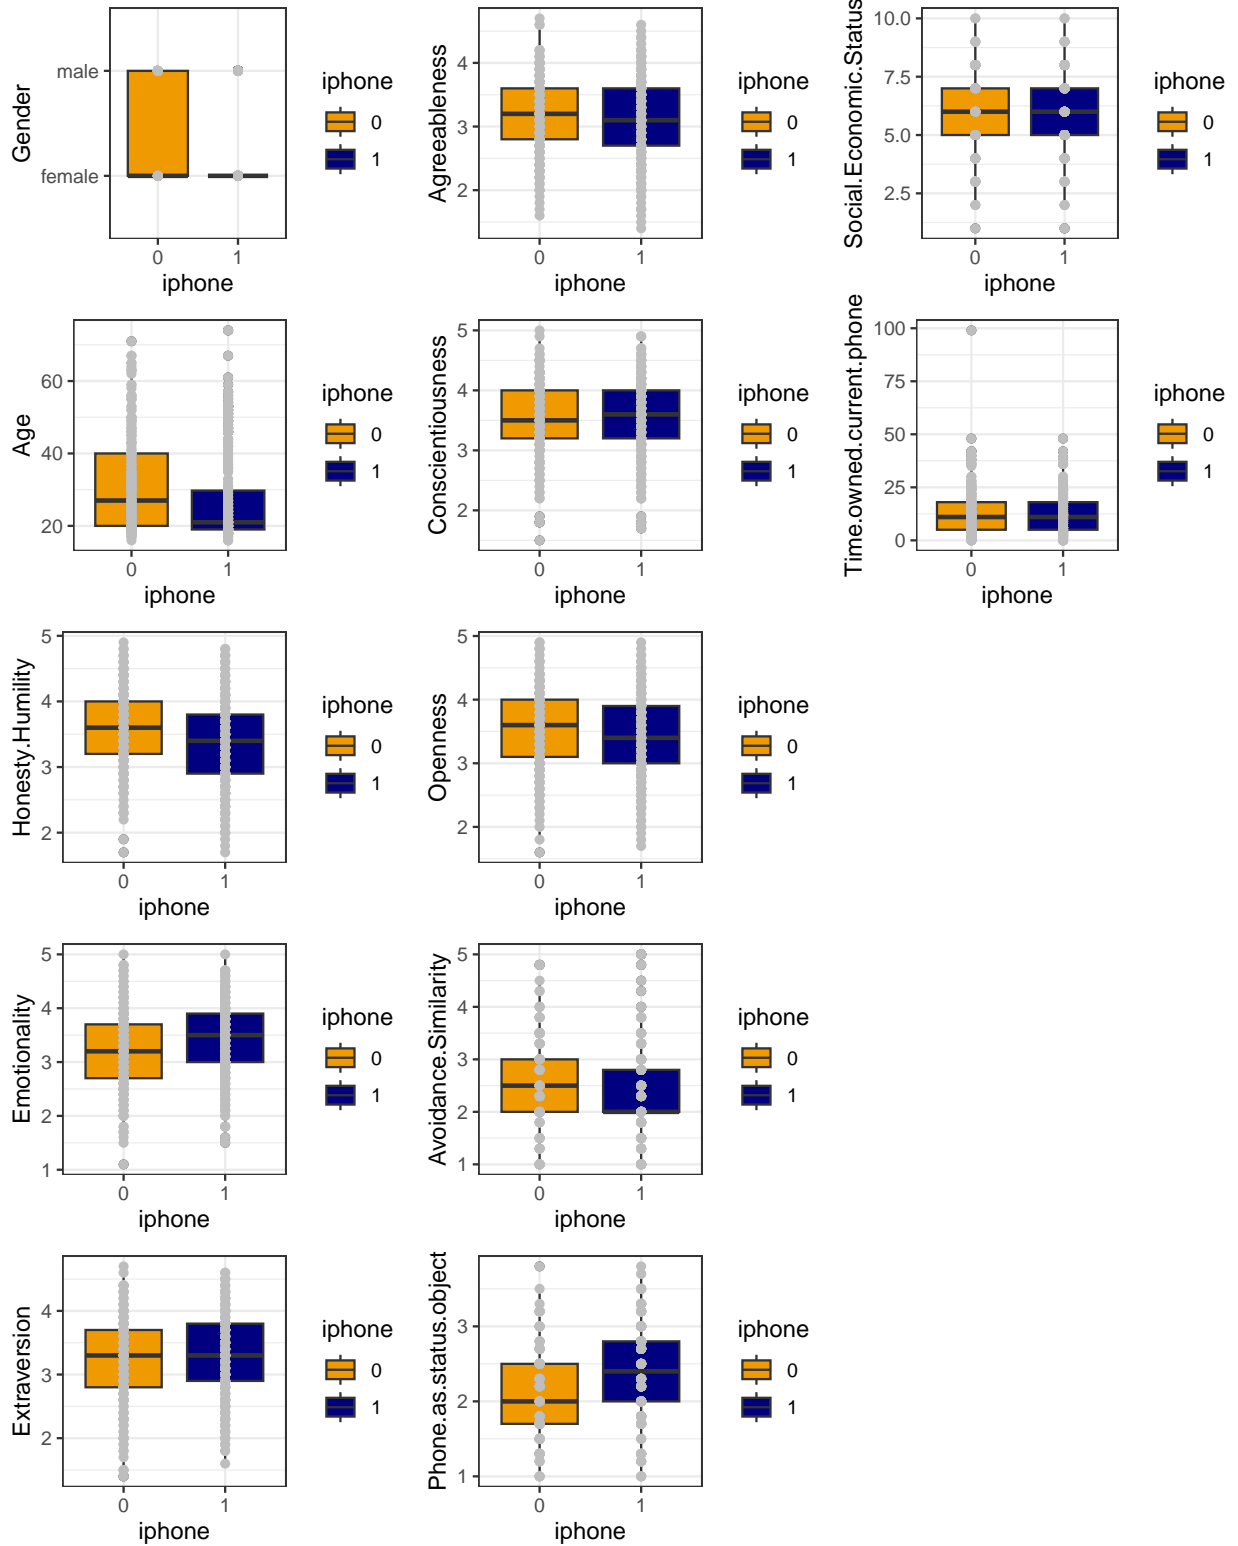 Gender
male
female
0 1
iphone
iphone
0
1
Agreeableness
4
3
2
0 1
iphone
iphone
0
1
Social.Economic.Status
10.0
7.5
5.0
2.5
0 1
iphone
iphone
0
1
Age
60
40
20
0 1
iphone
iphone
0
1
Conscientiousness
5
4
3
2
0 1
iphone
iphone
0
1
Time.owned.current.phone
100
75
50
25
0
0 1
iphone
iphone
0
1
Honesty.Humility
5
4
3
2
0 1
iphone
iphone
0
1
Openness
5
4
3
2
0 1
iphone
iphone
0
1
Emotionality
5
4
3
2
1
0 1
iphone
iphone
0
1
Avoidance.Similarity
5
4
3
2
1
0 1
iphone
iphone
0
1
Extraversion
4
3
2
0 1
iphone
iphone
0
1
Phone.as.status.object
3
2
1
0 1
iphone
iphone
0
1